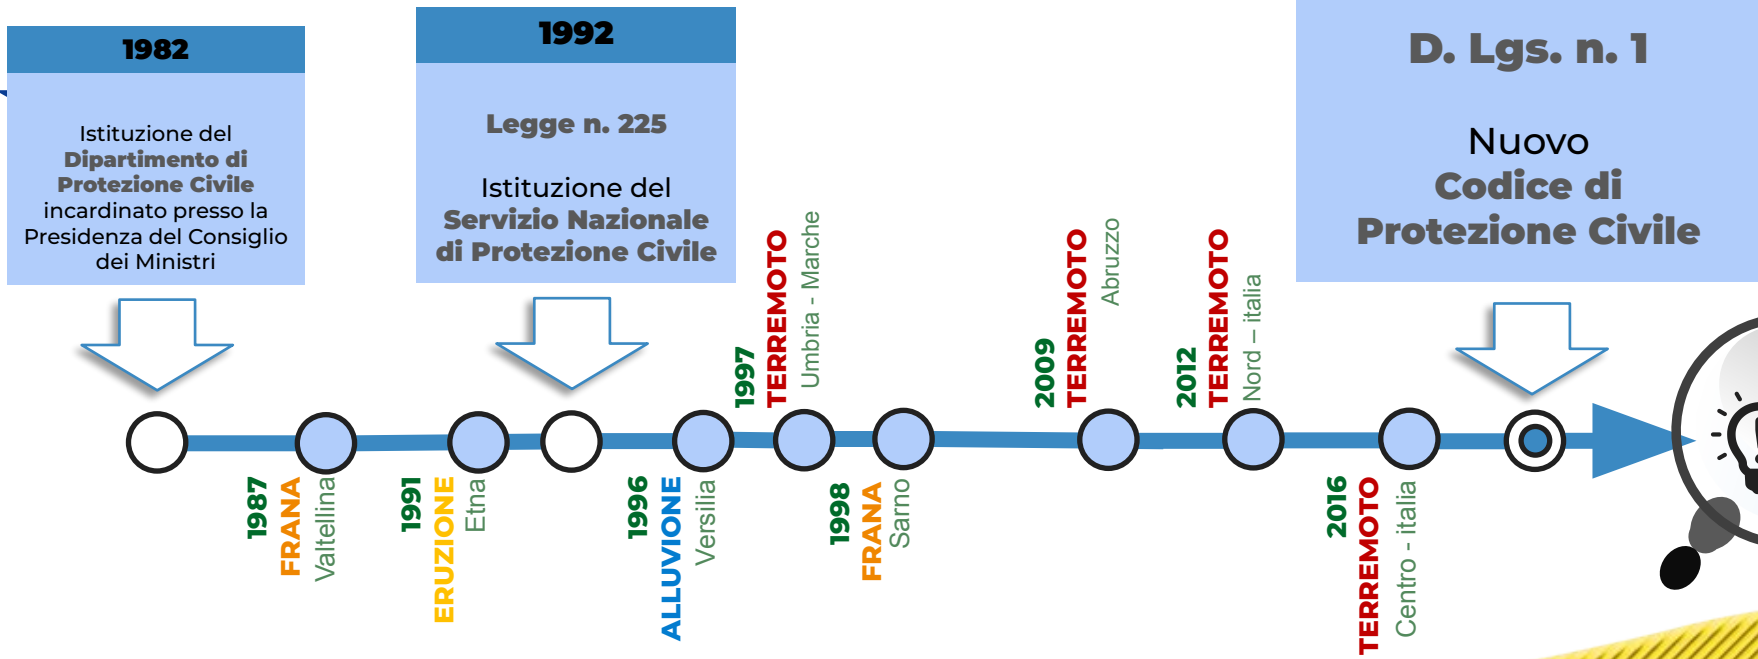 1982
Istituzione del
Dipartimento di
Protezione Civile
incardinato presso la
Presidenza del Consiglio
dei Ministri
1992
Legge n. 225
Istituzione del
Servizio Nazionale
di Protezione Civile
D. Lgs. n. 1
Nuovo
Codice di
Protezione Civile
1987
FRANA
Valtellina
1991
ERUZIONE
Etna
1996
ALLUVIONE
Versilia
1997
TERREMOTO
Umbria - Marche
1998
FRANA
Sarno
2009
TERREMOTO
Abruzzo
2012
TERREMOTO
Nord – italia
2016
TERREMOTO
Centro - italia